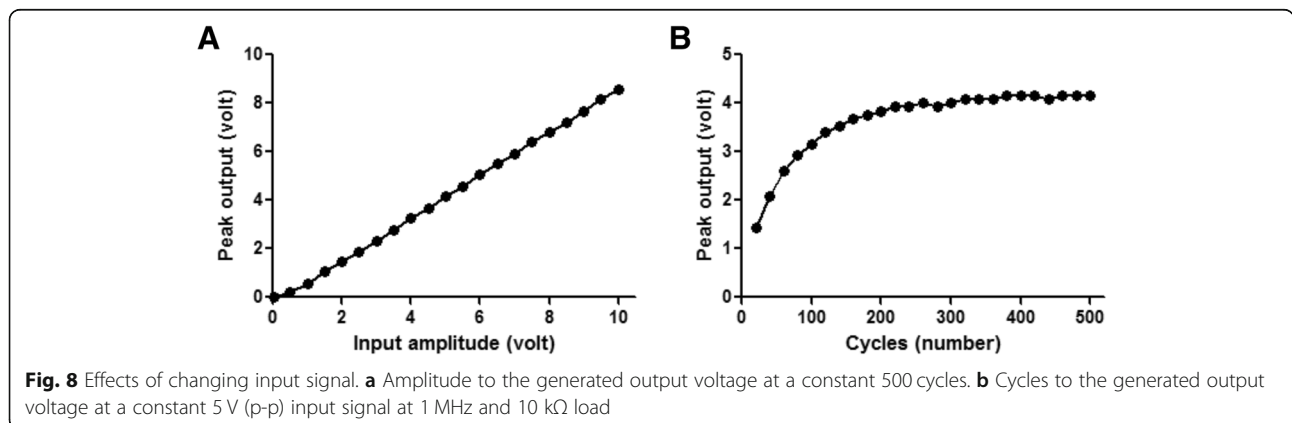 A
10
8
6
4
2
0
Peak output (volt)
0 2 4 6 8 10
Input amplitude (volt)
B
5
4
3
2
1
0
Peak output (volt)
0 100 200 300 400 500
Cycles (number)
Fig. 8 Effects of changing input signal. a Amplitude to the generated output voltage at a constant 500 cycles. b Cycles to the generated output
voltage at a constant 5 V (p-p) input signal at 1 MHz and 10 kΩ load